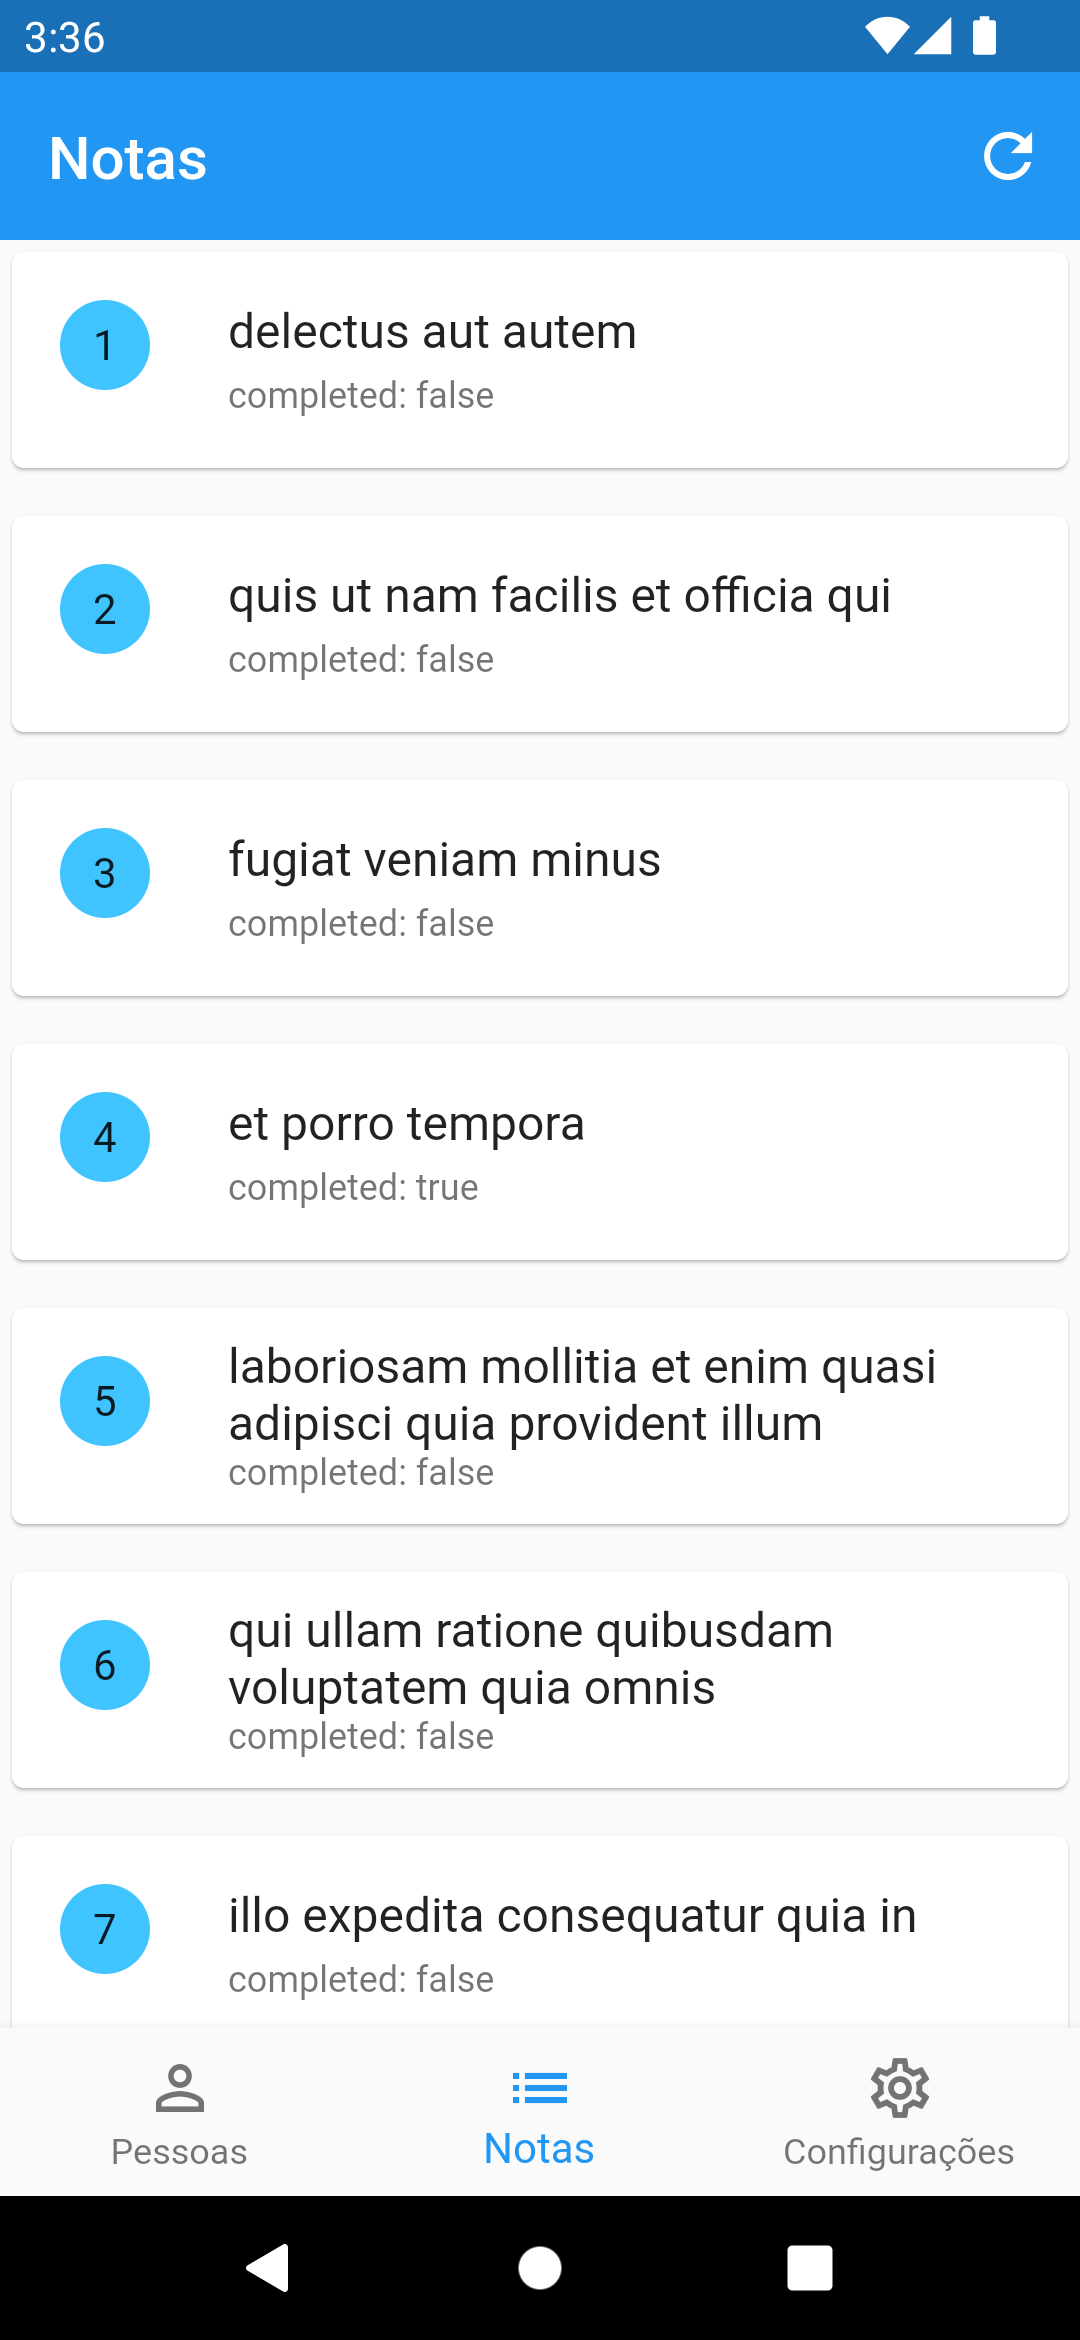 3:36
Notas
1
delectus aut autem
completed: false
2
quis ut nam facilis et officia qui
completed: false
3
fugiat veniam minus
completed: false
4
et porro tempora
completed: true
5
laboriosam mollitia et enim quasi
adipisci quia provident illum
completed: false
6
qui ullam ratione quibusdam
voluptatem quia omnis
completed: false
7
illo expedita consequatur quia in
completed: false
Pessoas
Notas
Configurações